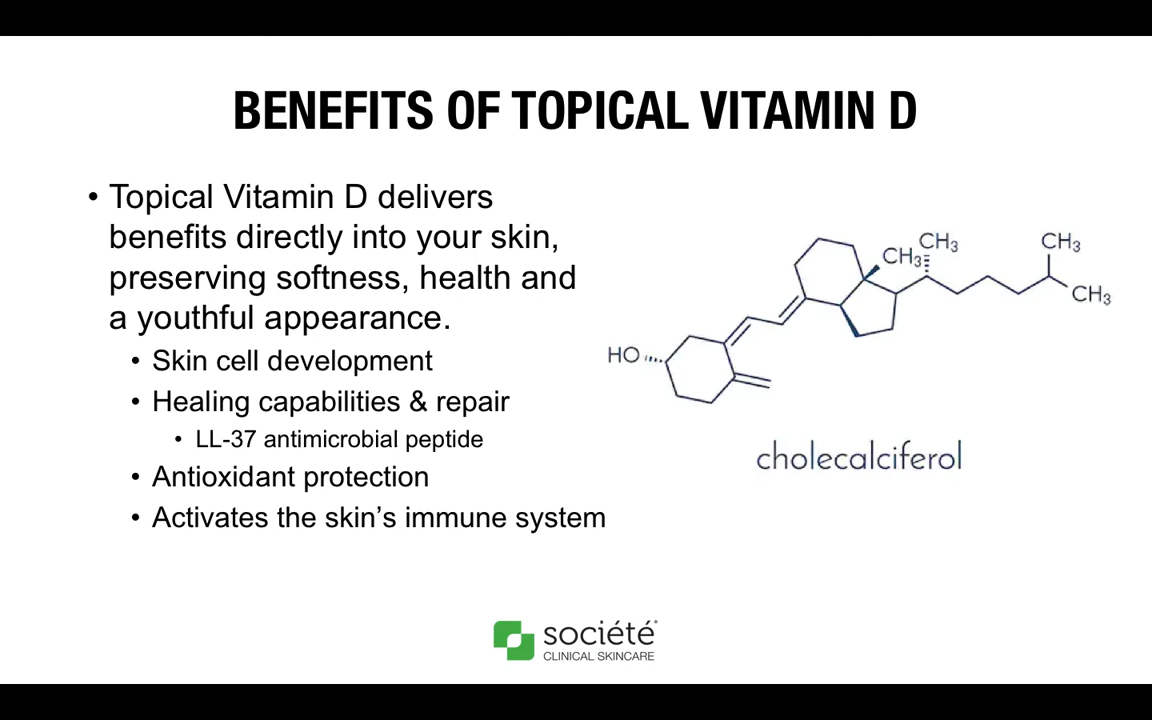 BENEFITS OF TOPICAL VITAMIN D
• Topical Vitamin D delivers
benefits directly into your skin,
preserving softness, health and
a youthful appearance.
• Skin cell development
• Healing capabilities & repair
• LL-37 antimicrobial peptide
• Antioxidant protection
• Activates the skin’s immune system
CH₃
CH₃
CH₃
CH₃
HO
cholecalciferol
société
CLINICAL SKINCARE